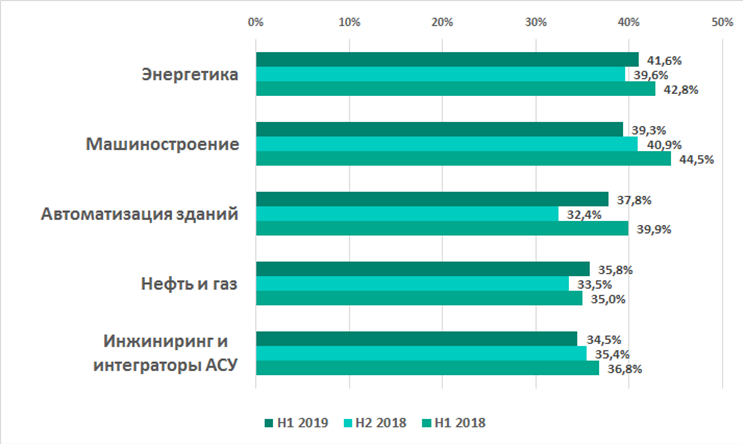 0% 10% 20% 30% 40% 50%
Энергетика
41,6%
39,6%
42,8%
Машиностроение
39,3%
40,9%
44,5%
Автоматизация зданий
37,8%
32,4%
39,9%
Нефть и газ
35,8%
33,5%
35,0%
Инжиниринг и
интеграторы АСУ
34,5%
35,4%
36,8%
H1 2019 H2 2018 H1 2018